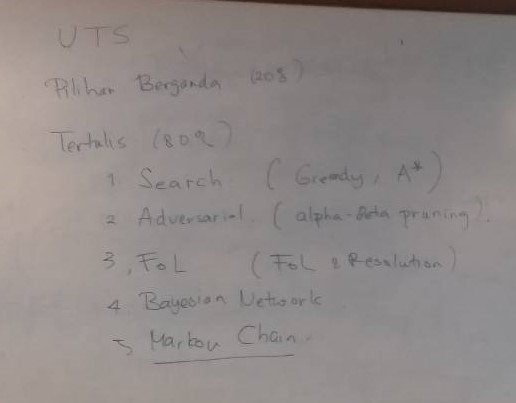 UTS
Pilihan Berganda (20%)
Tertulis (80%)
1 Search ( Greedy, A* )
2 Adversarial ( alpha-Beta pruning ).
3, FoL ( FoL & Resolution )
4 Bayesian Network
5 Markov Chain.